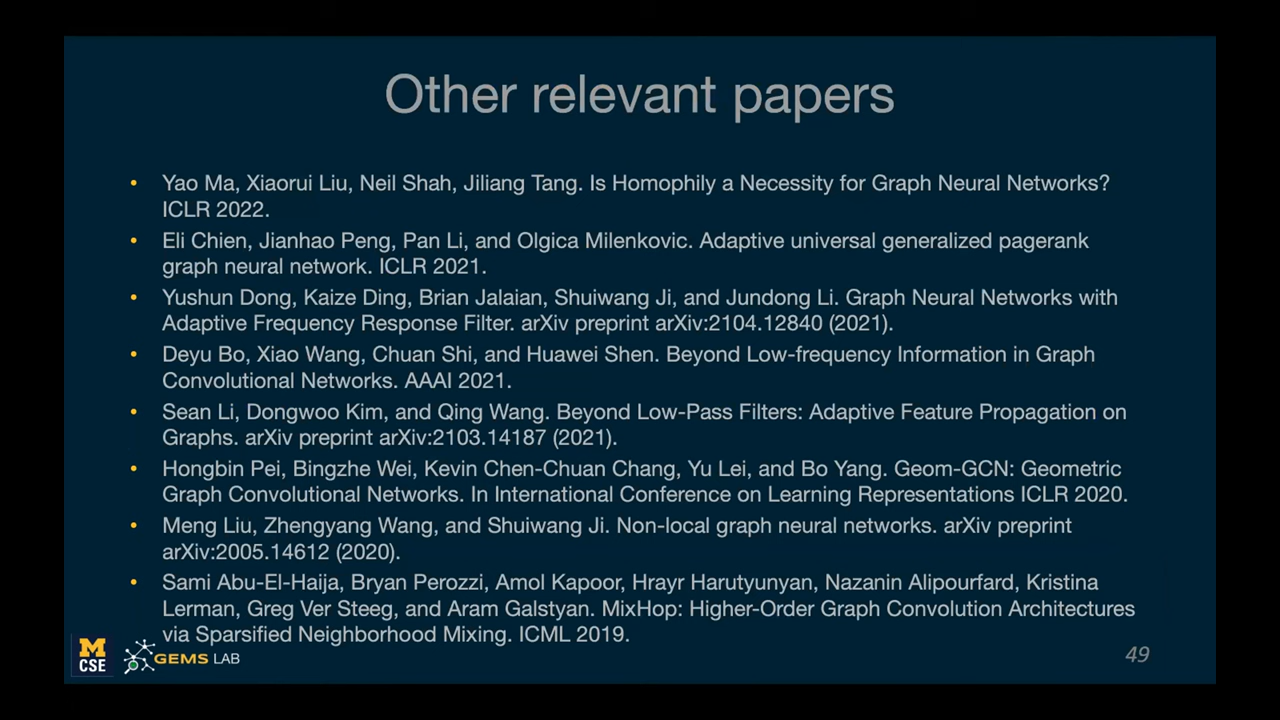 Other relevant papers
• Yao Ma, Xiaorui Liu, Neil Shah, Jiliang Tang. Is Homophily a Necessity for Graph Neural Networks?
ICLR 2022.
• Eli Chien, Jianhao Peng, Pan Li, and Olgica Milenkovic. Adaptive universal generalized pagerank
graph neural network. ICLR 2021.
• Yushun Dong, Kaize Ding, Brian Jalaian, Shuiwang Ji, and Jundong Li. Graph Neural Networks with
Adaptive Frequency Response Filter. arXiv preprint arXiv:2104.12840 (2021).
• Deyu Bo, Xiao Wang, Chuan Shi, and Huawei Shen. Beyond Low-frequency Information in Graph
Convolutional Networks. AAAI 2021.
• Sean Li, Dongwoo Kim, and Qing Wang. Beyond Low-Pass Filters: Adaptive Feature Propagation on
Graphs. arXiv preprint arXiv:2103.14187 (2021).
• Hongbin Pei, Bingzhe Wei, Kevin Chen-Chuan Chang, Yu Lei, and Bo Yang. Geom-GCN: Geometric
Graph Convolutional Networks. In International Conference on Learning Representations ICLR 2020.
• Meng Liu, Zhengyang Wang, and Shuiwang Ji. Non-local graph neural networks. arXiv preprint
arXiv:2005.14612 (2020).
• Sami Abu-El-Haija, Bryan Perozzi, Amol Kapoor, Hrayr Harutyunyan, Nazanin Alipourfard, Kristina
Lerman, Greg Ver Steeg, and Aram Galstyan. MixHop: Higher-Order Graph Convolution Architectures
via Sparsified Neighborhood Mixing. ICML 2019.
M
CSE
GEMS LAB
49